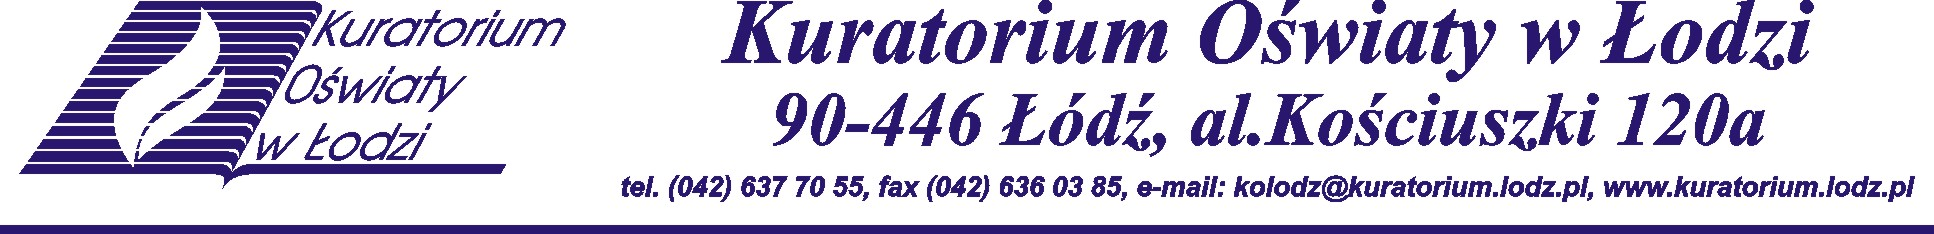 Kuratorium
Oświaty
w Łodzi
Kuratorium Oświaty w Łodzi
90-446 Łódź, al.Kościuszki 120a
tel. (042) 637 70 55, fax (042) 636 03 85, e-mail: kolodz@kuratorium.lodz.pl, www.kuratorium.lodz.pl